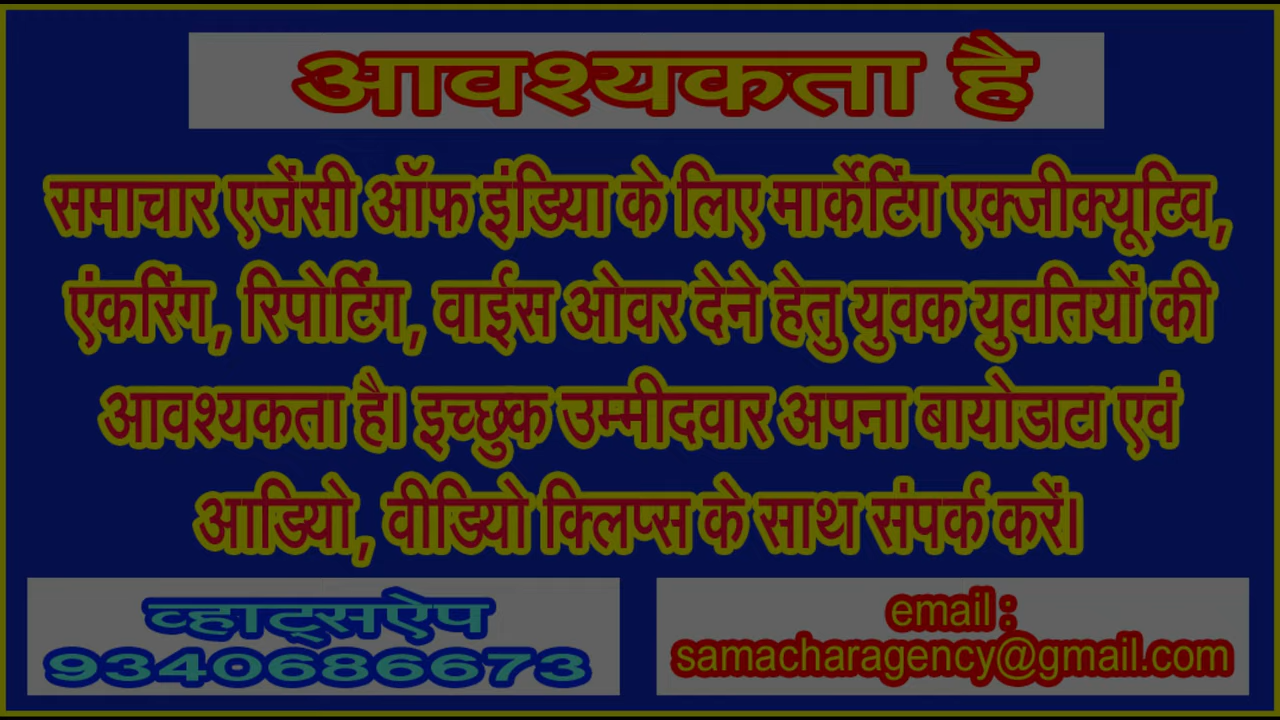 आवश्यकता है
समाचार एजेंसी ऑफ इंडिया के लिए मार्केटिंग एक्जीक्यूटिव,
एंकरिंग, रिपोर्टिंग, वाईस ओवर देने हेतु युवक युवतियों की
आवश्यकता है। इच्छुक उम्मीदवार अपना बायोडाटा एवं
आडियो, वीडियो क्लिप्स के साथ संपर्क करें।
व्हाट्सऐप
9340686673
email :
samacharagency@gmail.com